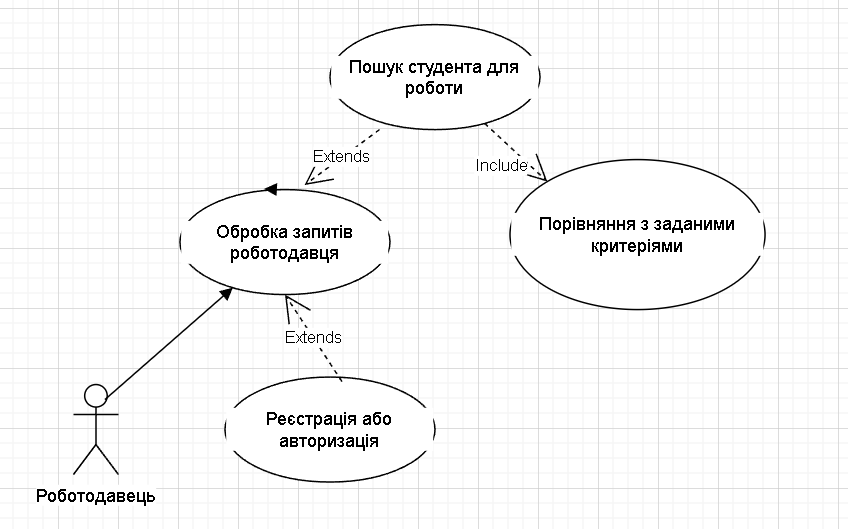 Пошук студента для
роботи
Extends
Include
Обробка запитів
роботодавця
Порівняння з заданими
критеріями
Extends
Реєстрація або
авторизація
Роботодавець